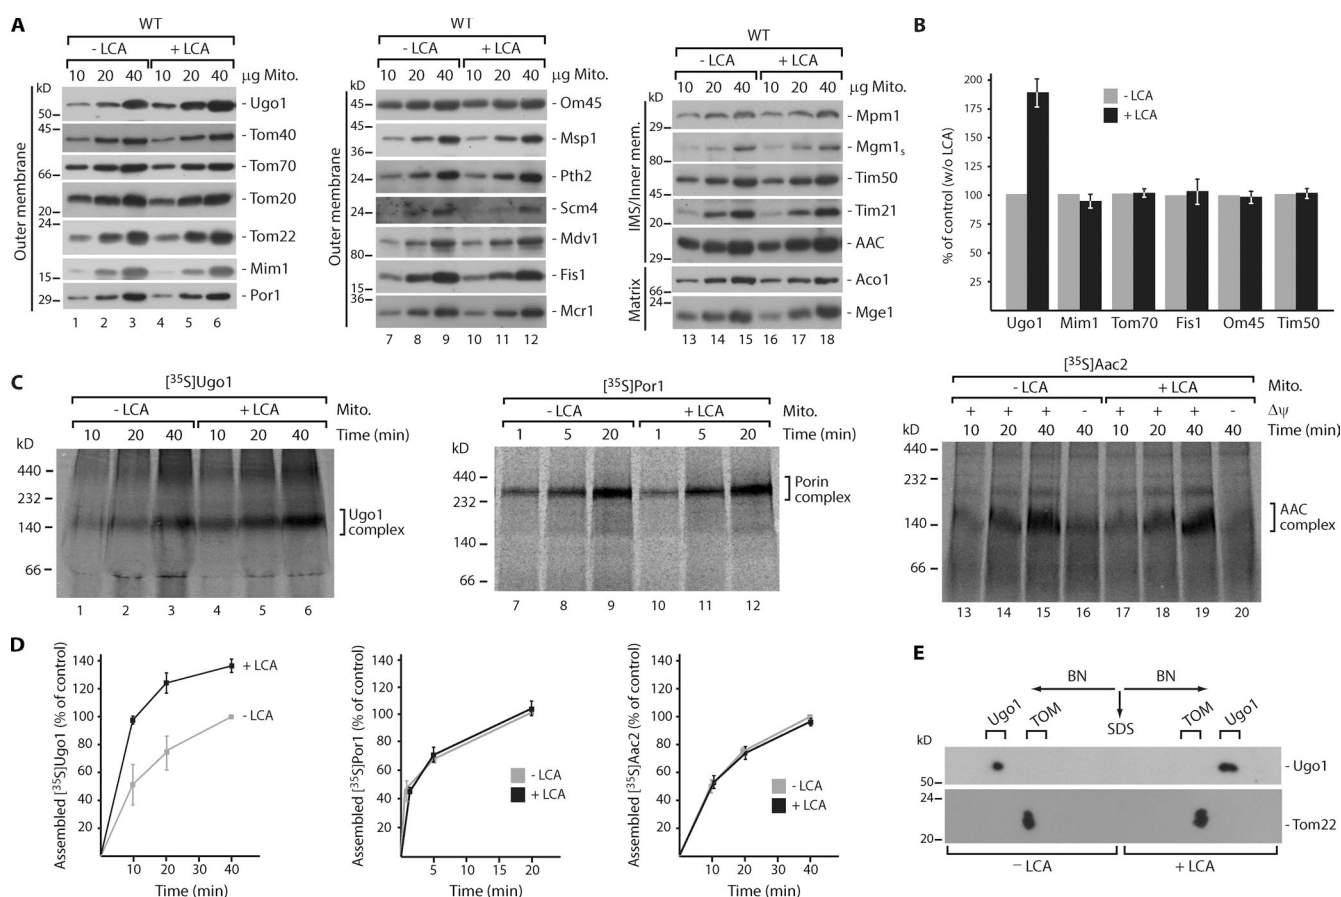 A
WT
- LCA
+ LCA
10 20 40 10 20 40 µg Mito.
kD
50
45
66
20
24
15
29
Outer membrane
- Ugo1
- Tom40
- Tom70
- Tom20
- Tom22
- Mim1
- Por1
1 2 3 4 5 6
WT
- LCA
+ LCA
10 20 40 10 20 40 µg Mito.
kD
45
29
24
45
80
36
29
Outer membrane
- Om45
- Msp1
- Pth2
- Scm4
- Mdv1
- Fis1
- Mcr1
7 8 9 10 11 12
WT
- LCA
+ LCA
10 20 40 10 20 40
µg Mito.
kD
29
80
45
29
29
66
24
IMS/Inner mem.
Matrix
- Mpm1
- Mgm1s
- Tim50
- Tim21
- AAC
- Aco1
- Mge1
13 14 15 16 17 18
B
% of control (w/o LCA)
200
175
150
125
100
75
50
25
- LCA
+ LCA
Ugo1 Mim1 Tom70 Fis1 Om45 Tim50
C
[35S]Ugo1
- LCA + LCA Mito.
10 20 40 10 20 40 Time (min)
kD
440
232
140
66
Ugo1
complex
1 2 3 4 5 6
[35S]Por1
- LCA + LCA Mito.
1 5 20 1 5 20 Time (min)
kD
440
232
140
66
Porin
complex
7 8 9 10 11 12
[35S]Aac2
- LCA + LCA Mito.
+ + + - + + + - Δψ
10 20 40 40 10 20 40 40 Time (min)
kD
440
232
140
66
AAC
complex
13 14 15 16 17 18 19 20
D
Assembled [35S]Ugo1 (% of control)
140
120
100
80
60
40
20
+ LCA
- LCA
10 20 30 40
Time (min)
Assembled [35S]Por1 (% of control)
140
120
100
80
60
40
20
- LCA
+ LCA
5 10 15 20
Time (min)
Assembled [35S]Aac2 (% of control)
140
120
100
80
60
40
20
- LCA
+ LCA
10 20 30 40
Time (min)
E
BN BN
SDS
Ugo1 TOM TOM Ugo1
kD
50
24
20
- Ugo1
- Tom22
– LCA + LCA